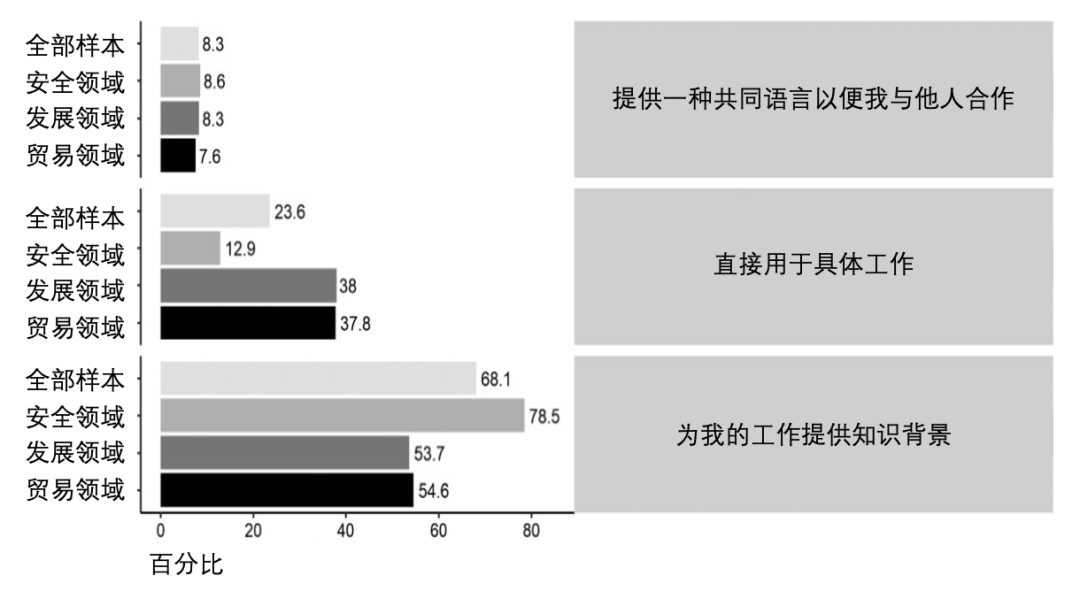 全部样本 8.3
安全领域 8.6
发展领域 8.3
贸易领域 7.6
提供一种共同语言以便我与他人合作
全部样本 23.6
安全领域 12.9
发展领域 38
贸易领域 37.8
直接用于具体工作
全部样本 68.1
安全领域 78.5
发展领域 53.7
贸易领域 54.6
为我的工作提供知识背景
0 20 40 60 80
百分比